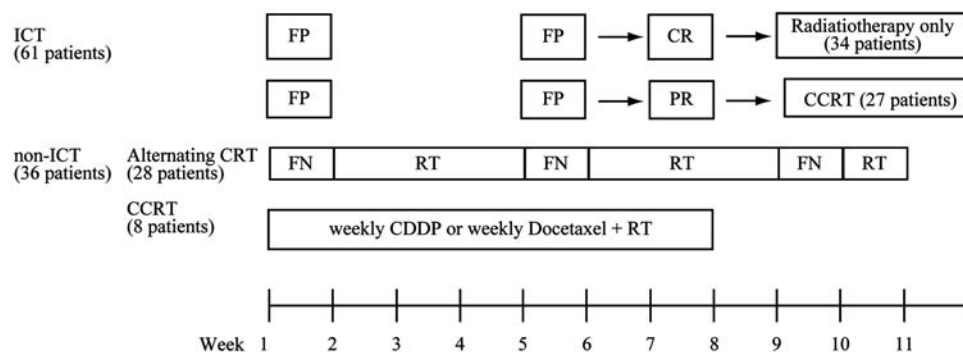 ICT
(61 patients)
FP
FP
CR
Radiatiotherapy only
(34 patients)
FP
FP
PR
CCRT (27 patients)
non-ICT
(36 patients)
Alternating CRT
(28 patients)
FN
RT
FN
RT
FN
RT
CCRT
(8 patients)
weekly CDDP or weekly Docetaxel + RT
Week 1 2 3 4 5 6 7 8 9 10 11